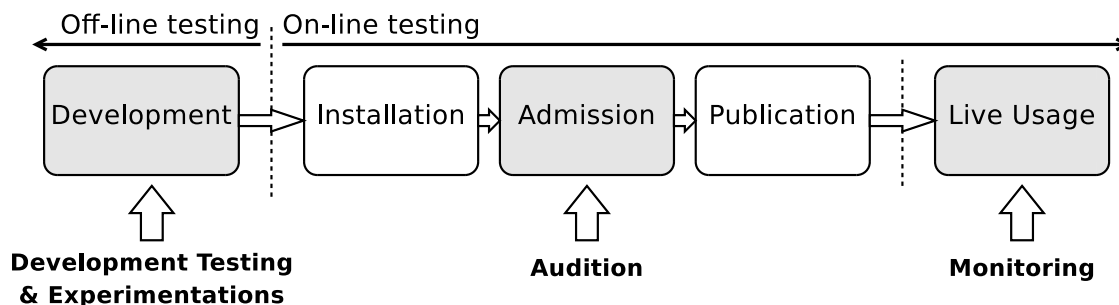 Off-line testing
On-line testing
Development
Installation
Admission
Publication
Live Usage
Development Testing
& Experimentations
Audition
Monitoring